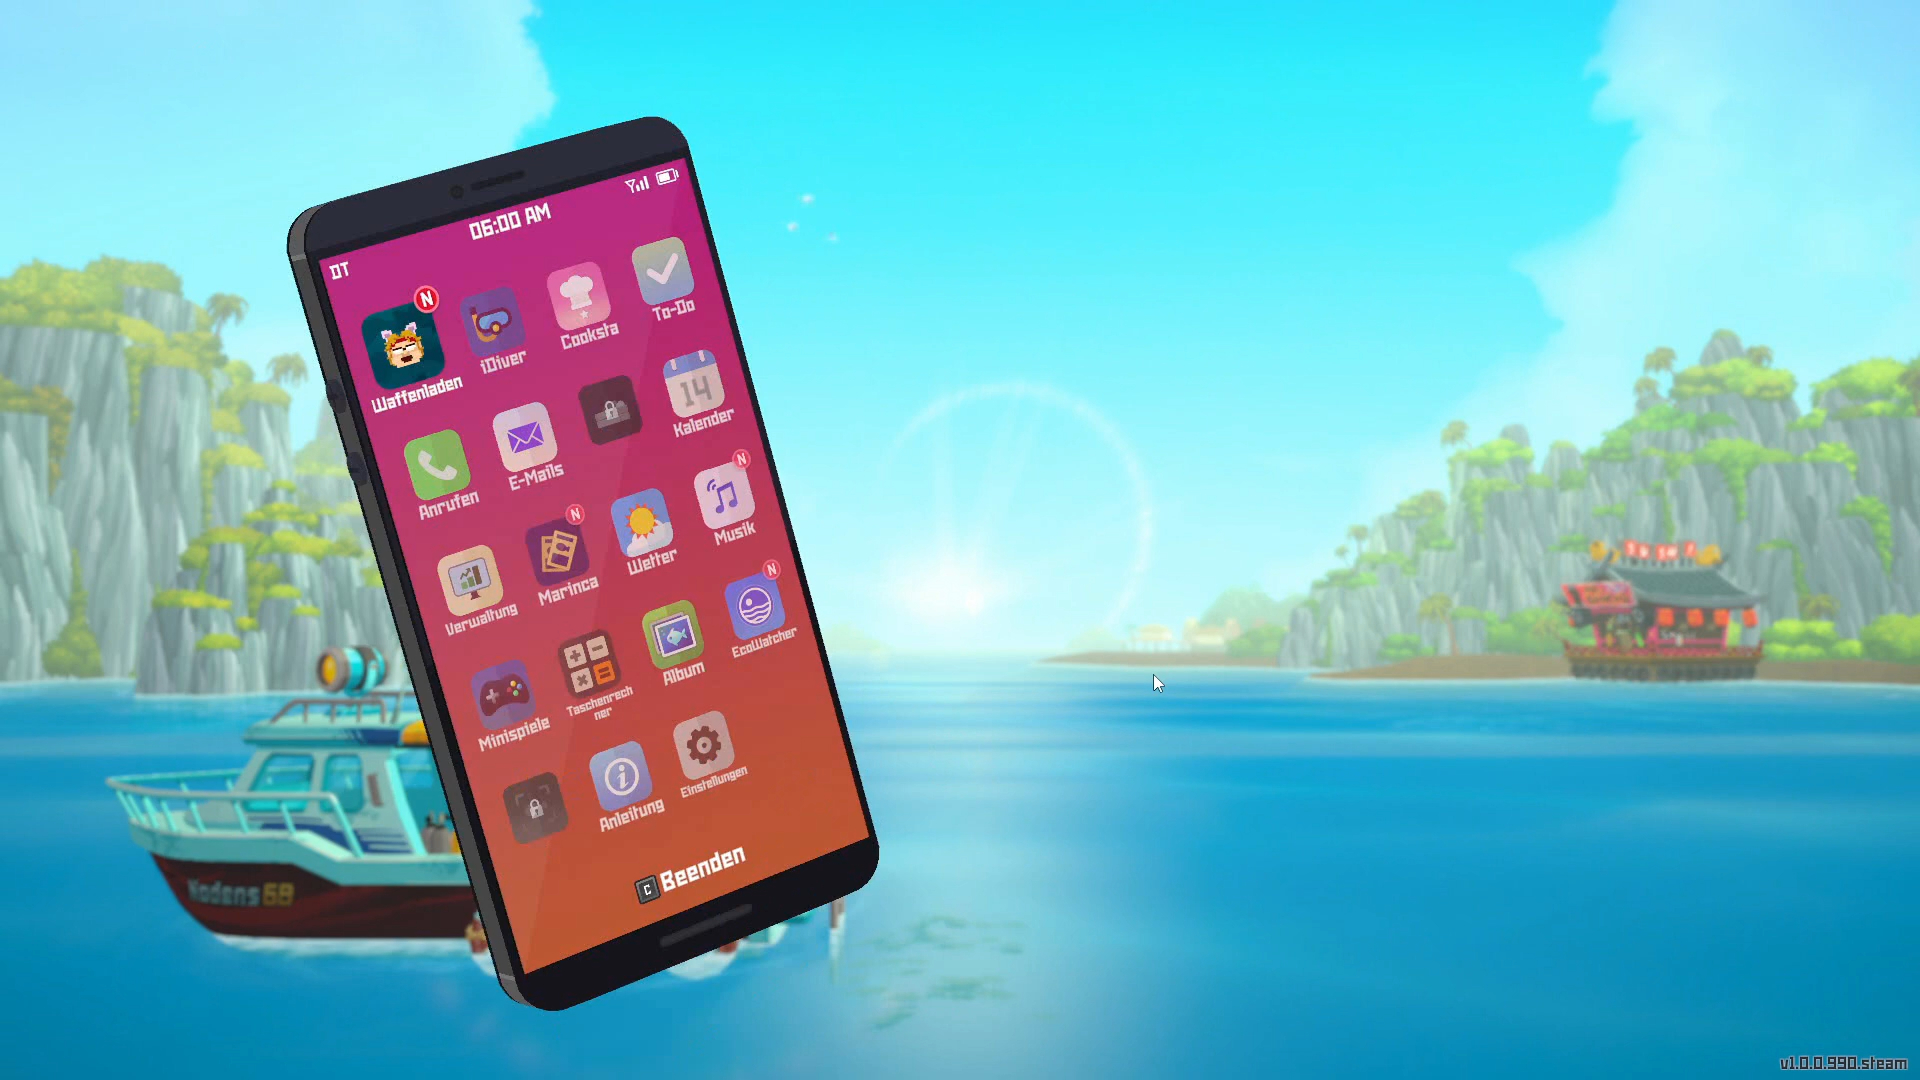 06:00 AM
DT
N
Waffenladen
iDiver
Cooksta
To-Do
Anrufen
E-Mails
14
Kalender
Verwaltung
N
Marinca
Wetter
N
Musik
Minispiele
Taschenrech
ner
Album
N
EcoWatcher
Anleitung
Einstellungen
C Beenden
Nodens 68
v1.0.0.990.steam